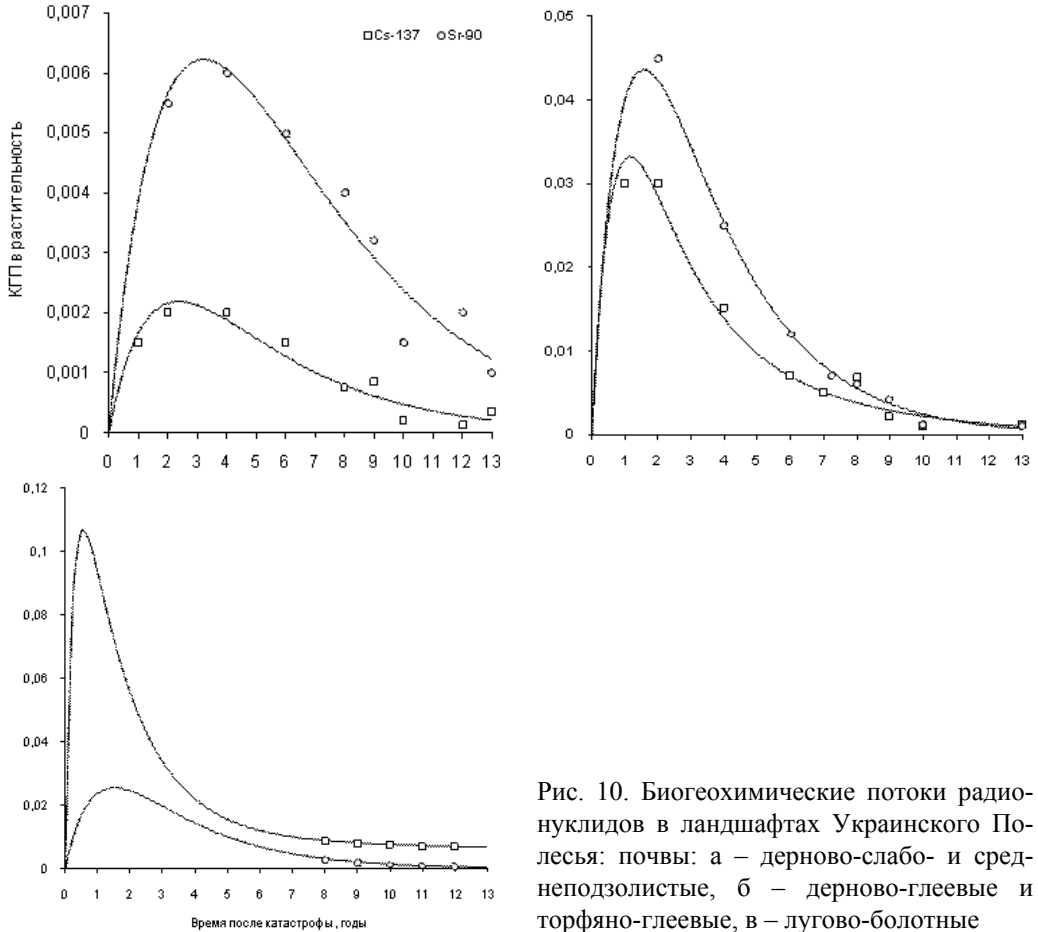 0,007
0,006
0,005
0,004
0,003
0,002
0,001
0
КГП в растительность
Cs-137 Sr-90
0 1 2 3 4 5 6 7 8 9 10 11 12 13
0,05
0,04
0,03
0,02
0,01
0
0 1 2 4 6 7 8 9 10 11 12 13
0,12
0,1
0,08
0,06
0,04
0,02
0
0 1 2 3 4 5 6 7 8 9 10 11 12 13
Время после катастрофы, годы
Рис. 10. Биогеохимические потоки радио-
нуклидов в ландшафтах Украинского По-
лесья: почвы: а – дерново-слабо- и сред-
неподзолистые, б – дерново-глеевые и
торфяно-глеевые, в – лугово-болотные